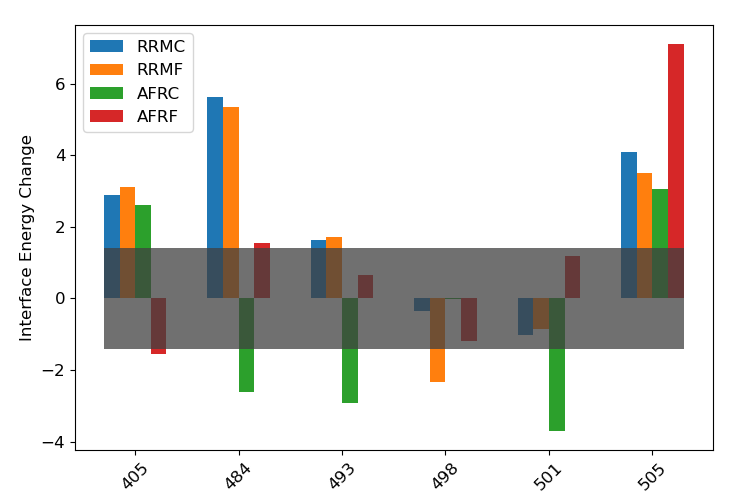 RRMC
RRMF
AFRC
AFRF
Interface Energy Change
6
4
2
0
−2
−4
405
484
493
498
501
505